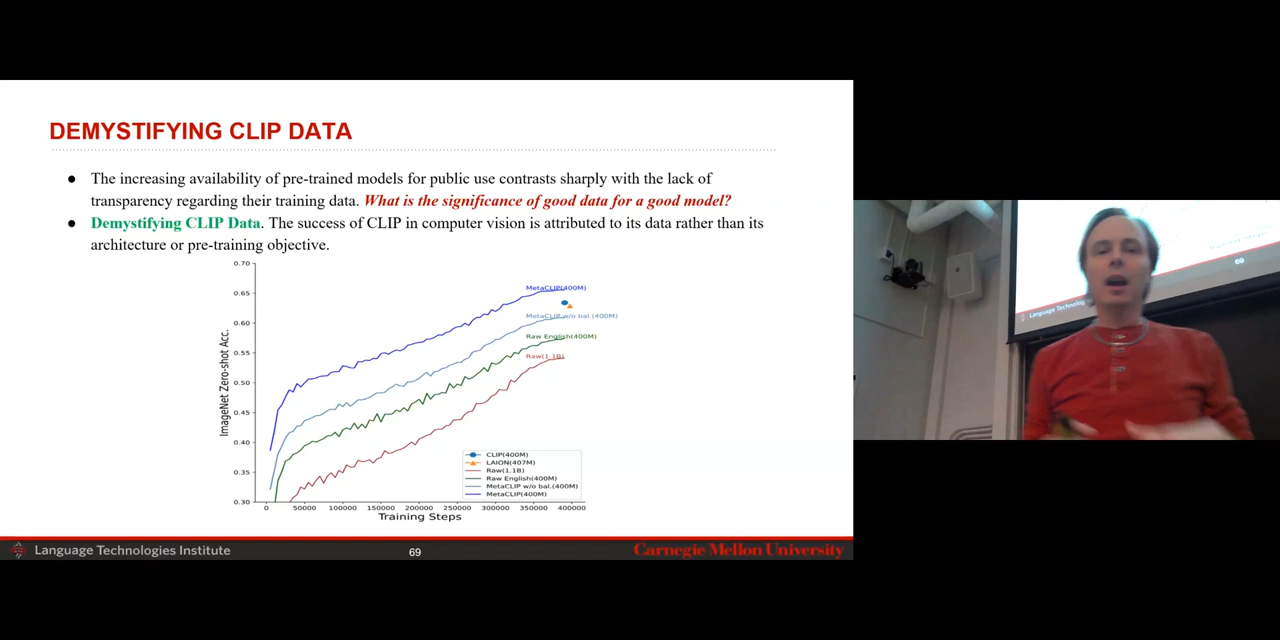 DEMYSTIFYING CLIP DATA
● The increasing availability of pre-trained models for public use contrasts sharply with the lack of
transparency regarding their training data. What is the significance of good data for a good model?
● Demystifying CLIP Data. The success of CLIP in computer vision is attributed to its data rather than its
architecture or pre-training objective.
0.70
0.65
0.60
0.55
0.50
0.45
0.40
0.35
0.30
ImageNet Zero-shot Acc.
MetaCLIP(400M)
MetaCLIP w/o bal.(400M)
Raw English(400M)
Raw(1.1B)
CLIP(400M)
LAION(407M)
Raw(1.1B)
Raw English(400M)
MetaCLIP w/o bal.(400M)
MetaCLIP(400M)
0 50000 100000 150000 200000 250000 300000 350000 400000
Training Steps
Language Technologies Institute
69
Carnegie Mellon University
69
Language Technologies